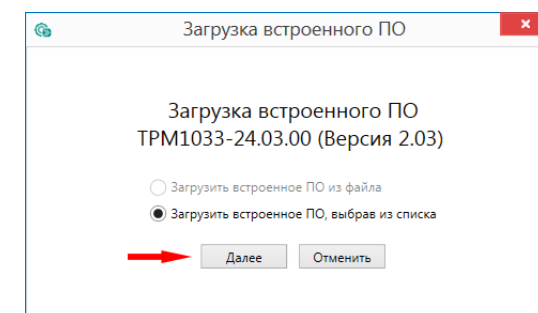 Загрузка встроенного ПО
Загрузка встроенного ПО
ТРМ1033-24.03.00 (Версия 2.03)
Загрузить встроенное ПО из файла
Загрузить встроенное ПО, выбрав из списка
Далее
Отменить